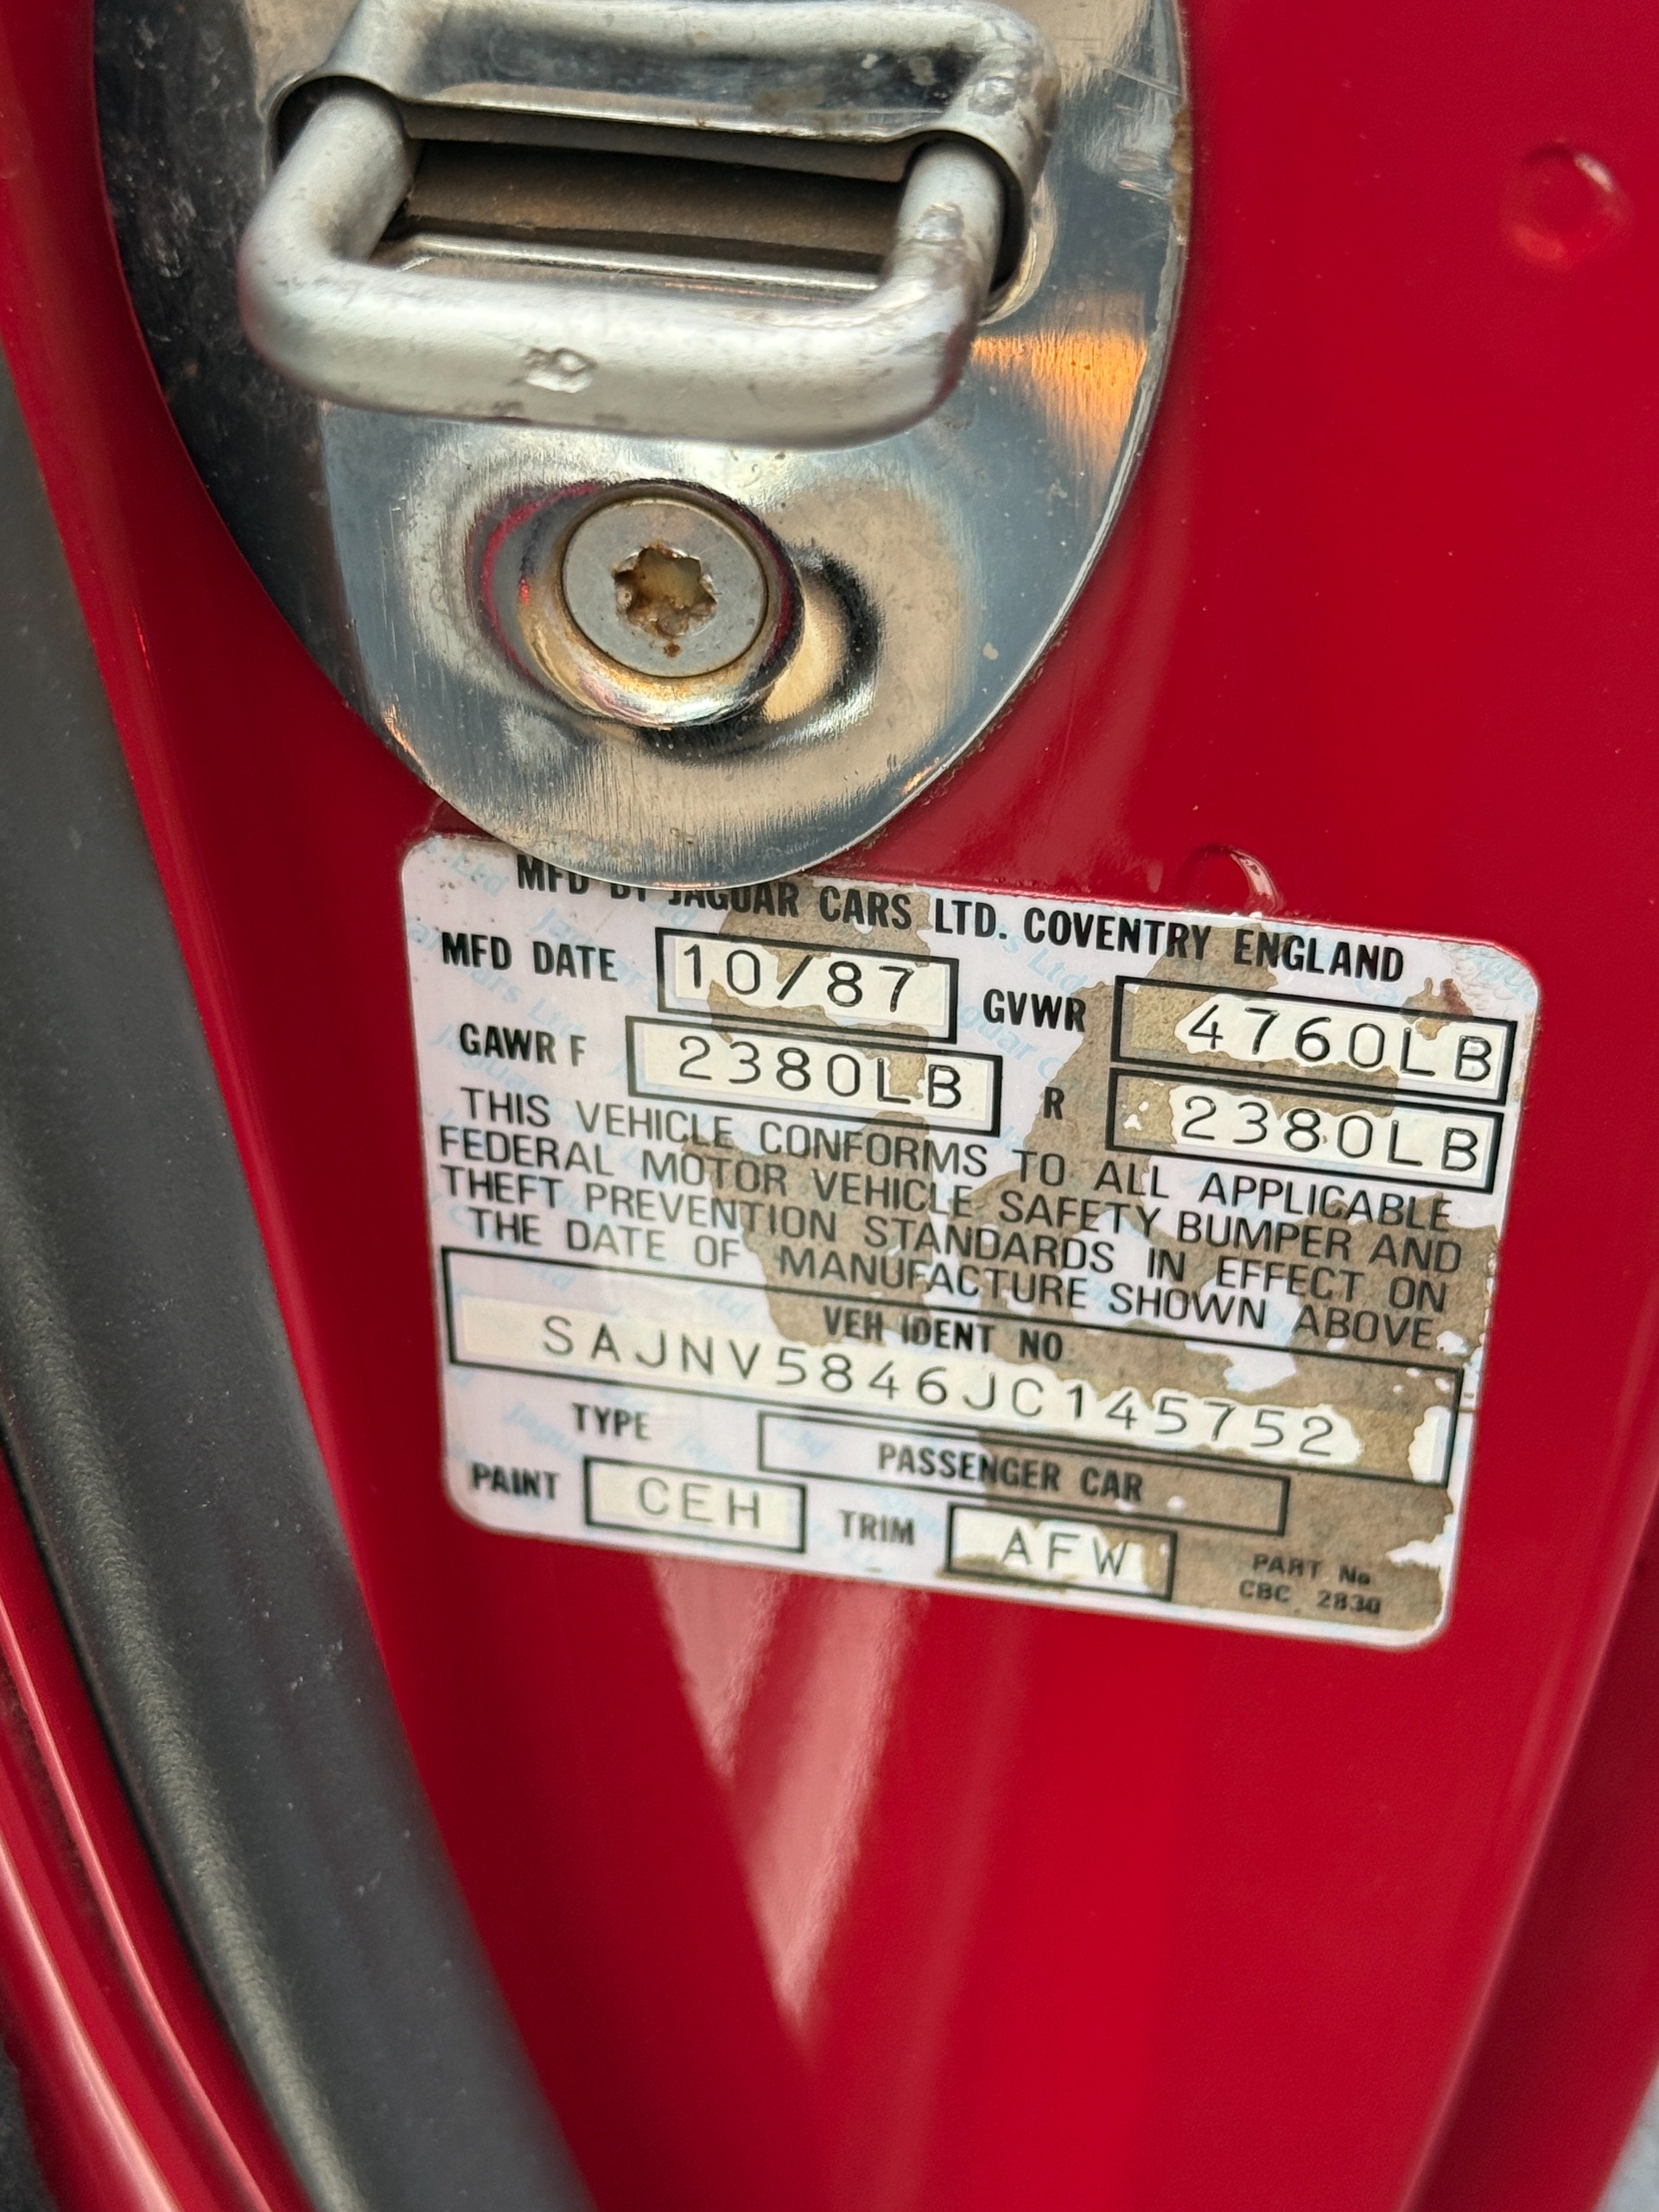 MFD BY JAGUAR CARS LTD. COVENTRY ENGLAND
MFD DATE 10/87 GVWR 4760LB
GAWR F 2380LB R 2380LB
THIS VEHICLE CONFORMS TO ALL APPLICABLE
FEDERAL MOTOR VEHICLE SAFETY BUMPER AND
THEFT PREVENTION STANDARDS IN EFFECT ON
THE DATE OF MANUFACTURE SHOWN ABOVE.
VEH IDENT NO
SAJNV5846JC145752
TYPE PASSENGER CAR
PAINT CEH TRIM AFW
PART No.
CBC 2830